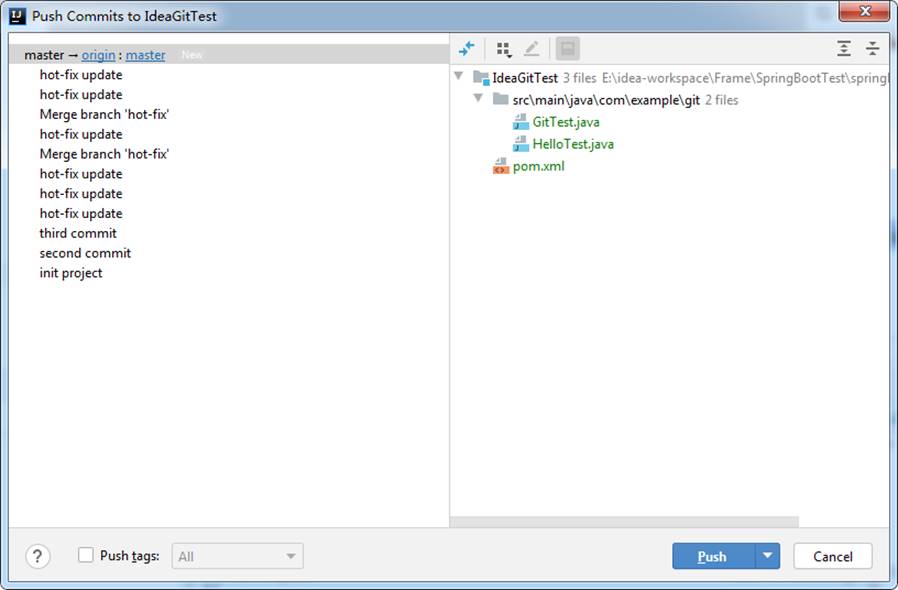 Push Commits to IdeaGitTest
master → origin : master New
hot-fix update
hot-fix update
Merge branch 'hot-fix'
hot-fix update
Merge branch 'hot-fix'
hot-fix update
hot-fix update
hot-fix update
third commit
second commit
init project
IdeaGitTest 3 files E:\idea-workspace\Frame\SpringBootTest\spring
src\main\java\com\example\git 2 files
GitTest.java
HelloTest.java
pom.xml
? Push tags: All Push Cancel